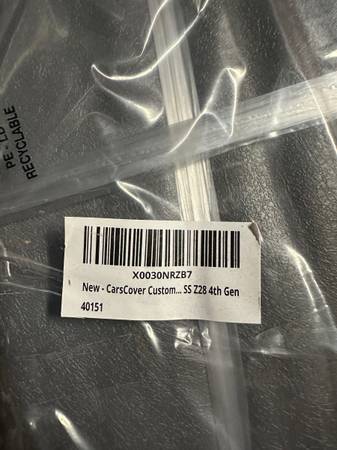 PE-LD
RECYCLABLE
X0030NRZB7
New - CarsCover Custom... SS Z28 4th Gen
40151